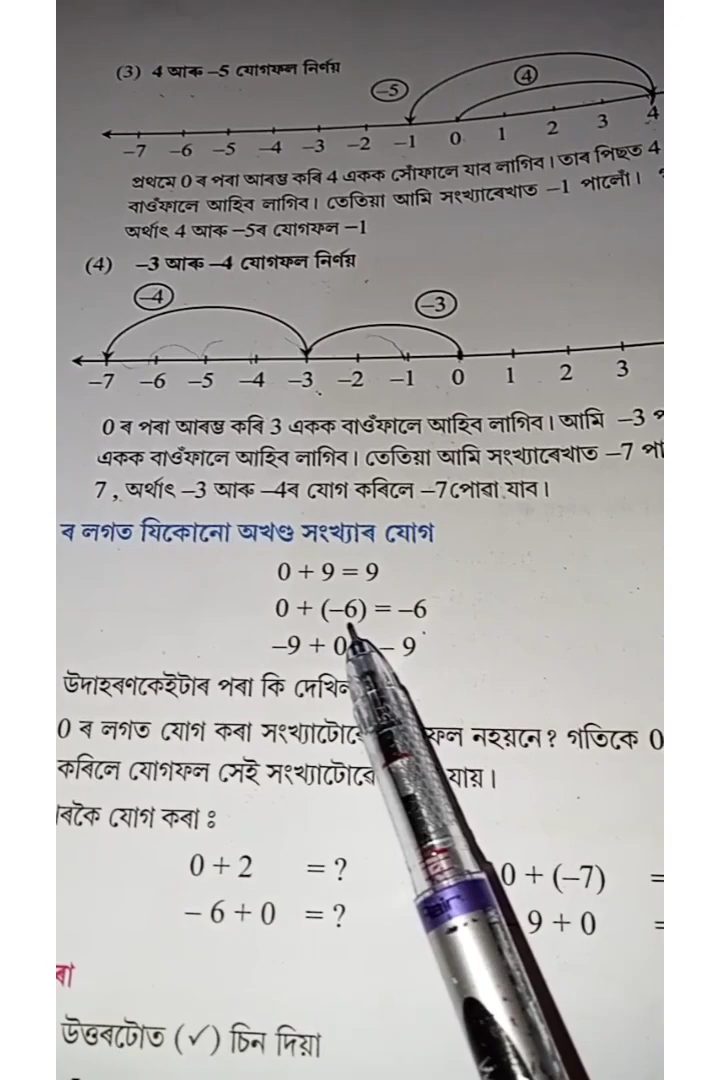 (3) 4 আৰু –5 যোগফল নিৰ্ণয়
–5
4
–7 –6 –5 –4 –3 –2 –1 0 1 2 3 4
প্ৰথমে 0 ৰ পৰা আৰম্ভ কৰি 4 একক সোঁফালে যাব লাগিব। তাৰ পিছত 4
বাওঁফালে আহিব লাগিব। তেতিয়া আমি সংখ্যাৰেখাত –1 পালোঁ।
অৰ্থাৎ 4 আৰু –5ৰ যোগফল –1
(4) –3 আৰু –4 যোগফল নিৰ্ণয়
–4
–3
–7 –6 –5 –4 –3 –2 –1 0 1 2 3
0 ৰ পৰা আৰম্ভ কৰি 3 একক বাওঁফালে আহিব লাগিব। আমি –3
একক বাওঁফালে আহিব লাগিব। তেতিয়া আমি সংখ্যাৰেখাত –7
7, অৰ্থাৎ –3 আৰু –4ৰ যোগ কৰিলে –7 পোৱা যাব।
ৰ লগত যিকোনো অখণ্ড সংখ্যাৰ যোগ
0 + 9 = 9
0 + (–6) = –6
–9 + 0 – 9
উদাহৰণকেইটাৰ পৰা কি
0 ৰ লগত যোগ কৰা নহয়নে? গতিকে 0
কৰিলে যোগফল সেই যায়।
যোগ কৰা ঃ
0 + 2 = ? 0 + (–7) =
– 6 + 0 = ? 9 + 0 =
ৰা
উত্তৰটোত (✓) চিন দিয়া